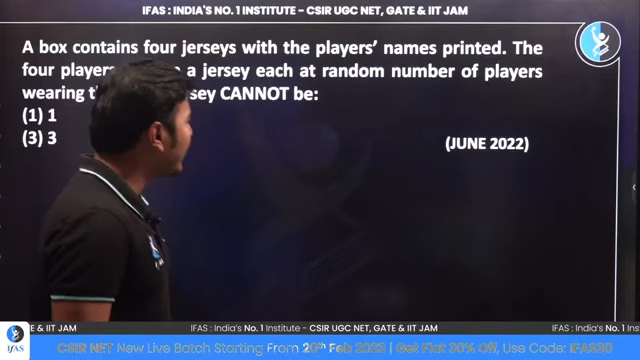 IFAS: INDIA'S NO. 1 INSTITUTE - CSIR UGC NET, GATE & IIT JAM
A box contains four jerseys with the players' names printed. The
four players a jersey each at random number of players
wearing CANNOT be:
(1) 1
(3) 3
(JUNE 2022)
E & IIT JAM
IFAS : India's No. 1 Institute - CSIR UGC NET, GATE & IIT JAM
IFAS : India's No. 1 Ins
iFAS
CSIR NET New Live Batch Starting From 20th Feb 2023 | Get Flat 30% Off, Use Code: IFAS30